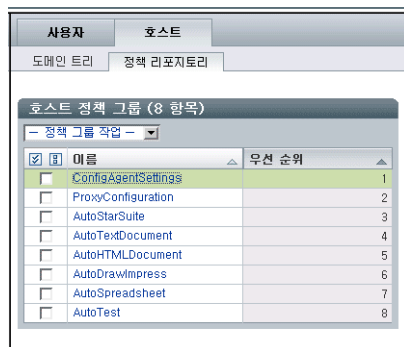 사용자 호스트
도메인 트리 정책 리포지토리
호스트 정책 그룹 (8 항목)
— 정책 그룹 작업 —
이름 우선 순위
ConfigAgentSettings 1
ProxyConfiguration 2
AutoStarSuite 3
AutoTextDocument 4
AutoHTMLDocument 5
AutoDrawImpress 6
AutoSpreadsheet 7
AutoTest 8